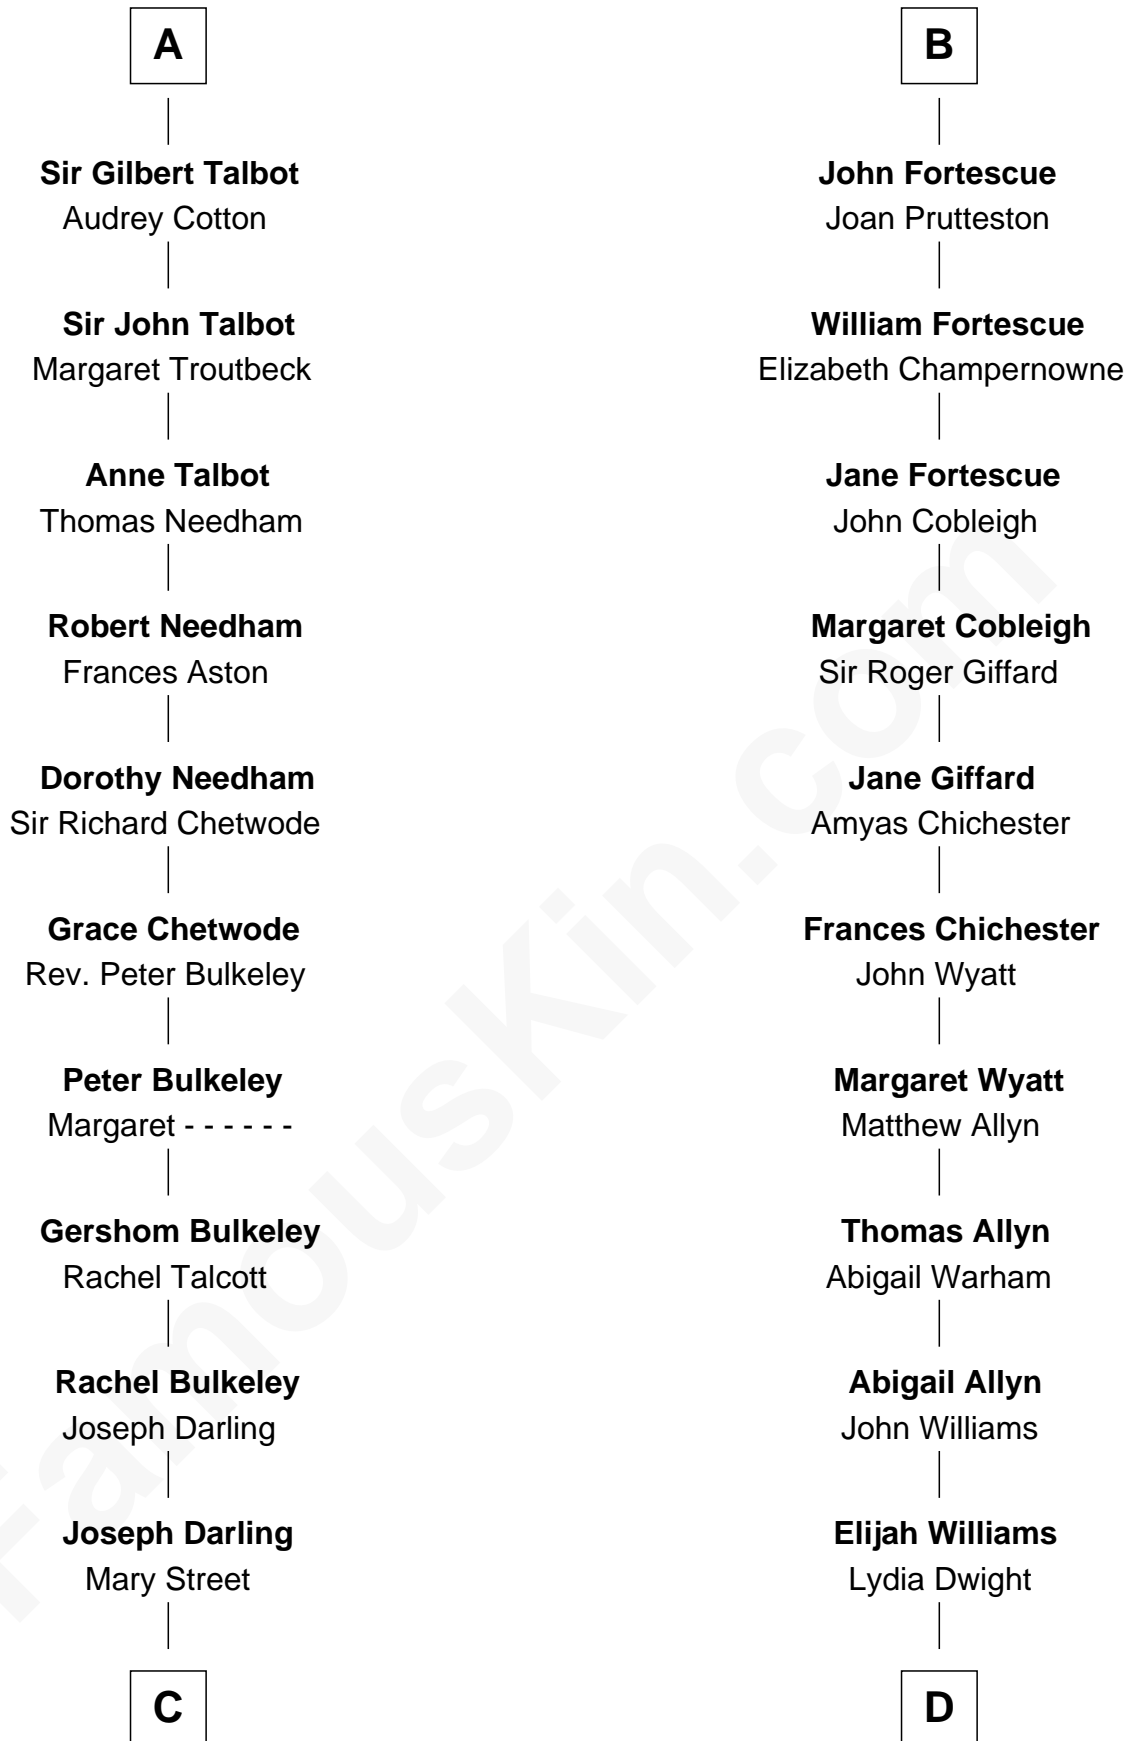 A
Sir Gilbert Talbot
Audrey Cotton
Sir John Talbot
Margaret Troutbeck
Anne Talbot
Thomas Needham
Robert Needham
Frances Aston
Dorothy Needham
Sir Richard Chetwode
Grace Chetwode
Rev. Peter Bulkeley
Peter Bulkeley
Margaret - - - - - -
Gershom Bulkeley
Rachel Talcott
Rachel Bulkeley
Joseph Darling
Joseph Darling
Mary Street
C
B
John Fortescue
Joan Prutteston
William Fortescue
Elizabeth Champernowne
Jane Fortescue
John Cobleigh
Margaret Cobleigh
Sir Roger Giffard
Jane Giffard
Amyas Chichester
Frances Chichester
John Wyatt
Margaret Wyatt
Matthew Allyn
Thomas Allyn
Abigail Warham
Abigail Allyn
John Williams
Elijah Williams
Lydia Dwight
D
FamousKin.com